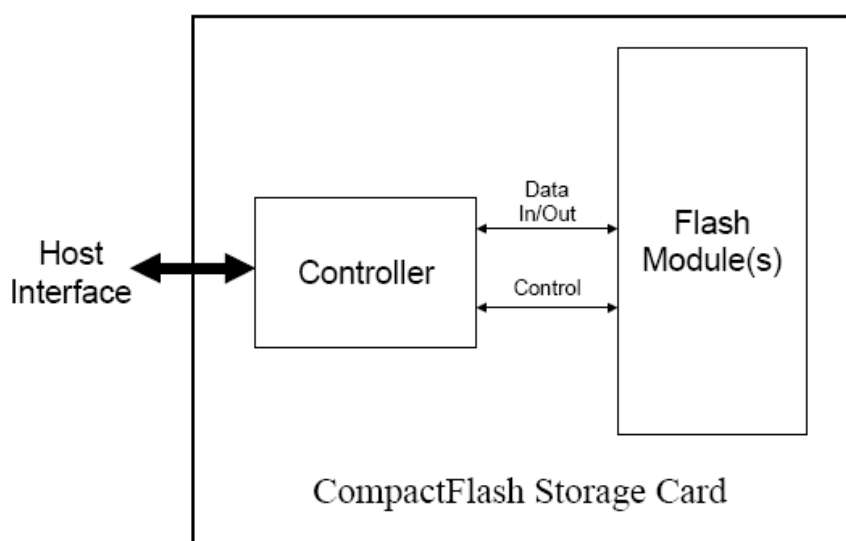 Host
Interface
Controller
Data
In/Out
Control
Flash
Module(s)
CompactFlash Storage Card